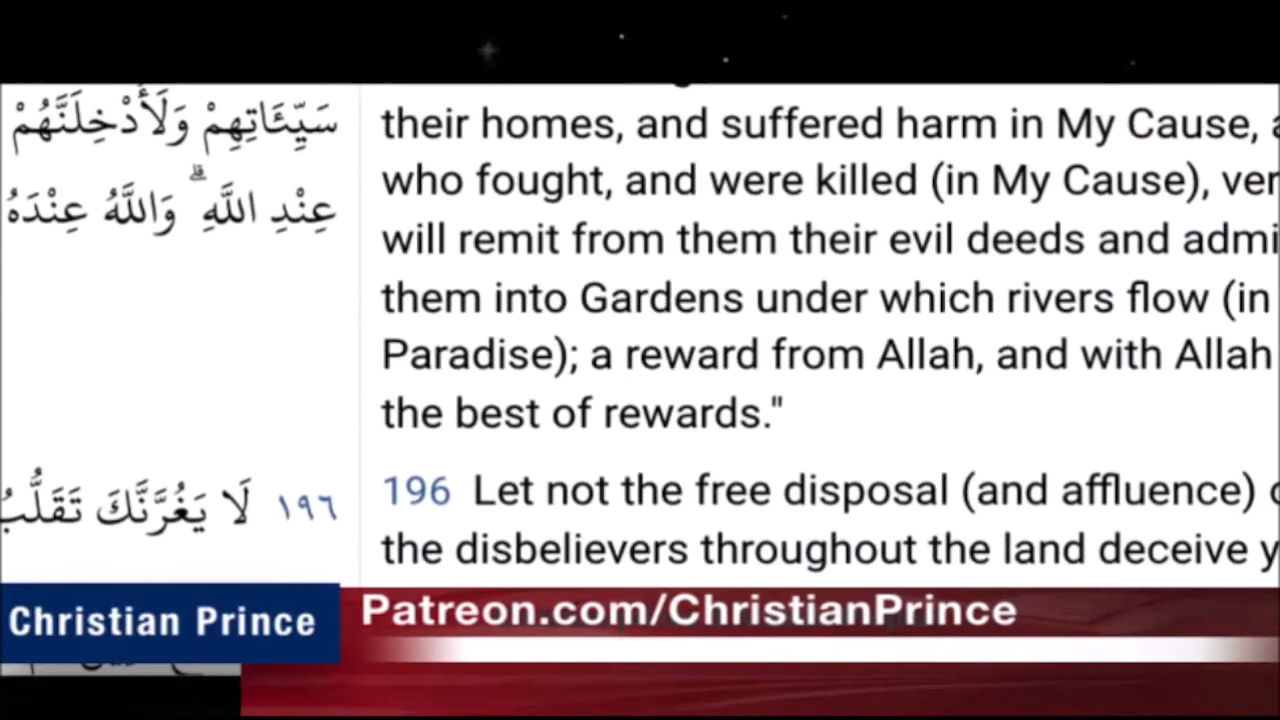 سَيِّئَاتِهِمْ وَلَأُدْخِلَنَّهُمْ
عِنْدِ اللَّهِ ۗ وَاللَّهُ عِنْدَهُ
their homes, and suffered harm in My Cause,
who fought, and were killed (in My Cause), ver
will remit from them their evil deeds and admi
them into Gardens under which rivers flow (in
Paradise); a reward from Allah, and with Allah
the best of rewards."
١٩٦ لَا يَغُرَّنَّكَ تَقَلُّبُ
196 Let not the free disposal (and affluence) o
the disbelievers throughout the land deceive y
Christian Prince
Patreon.com/ChristianPrince